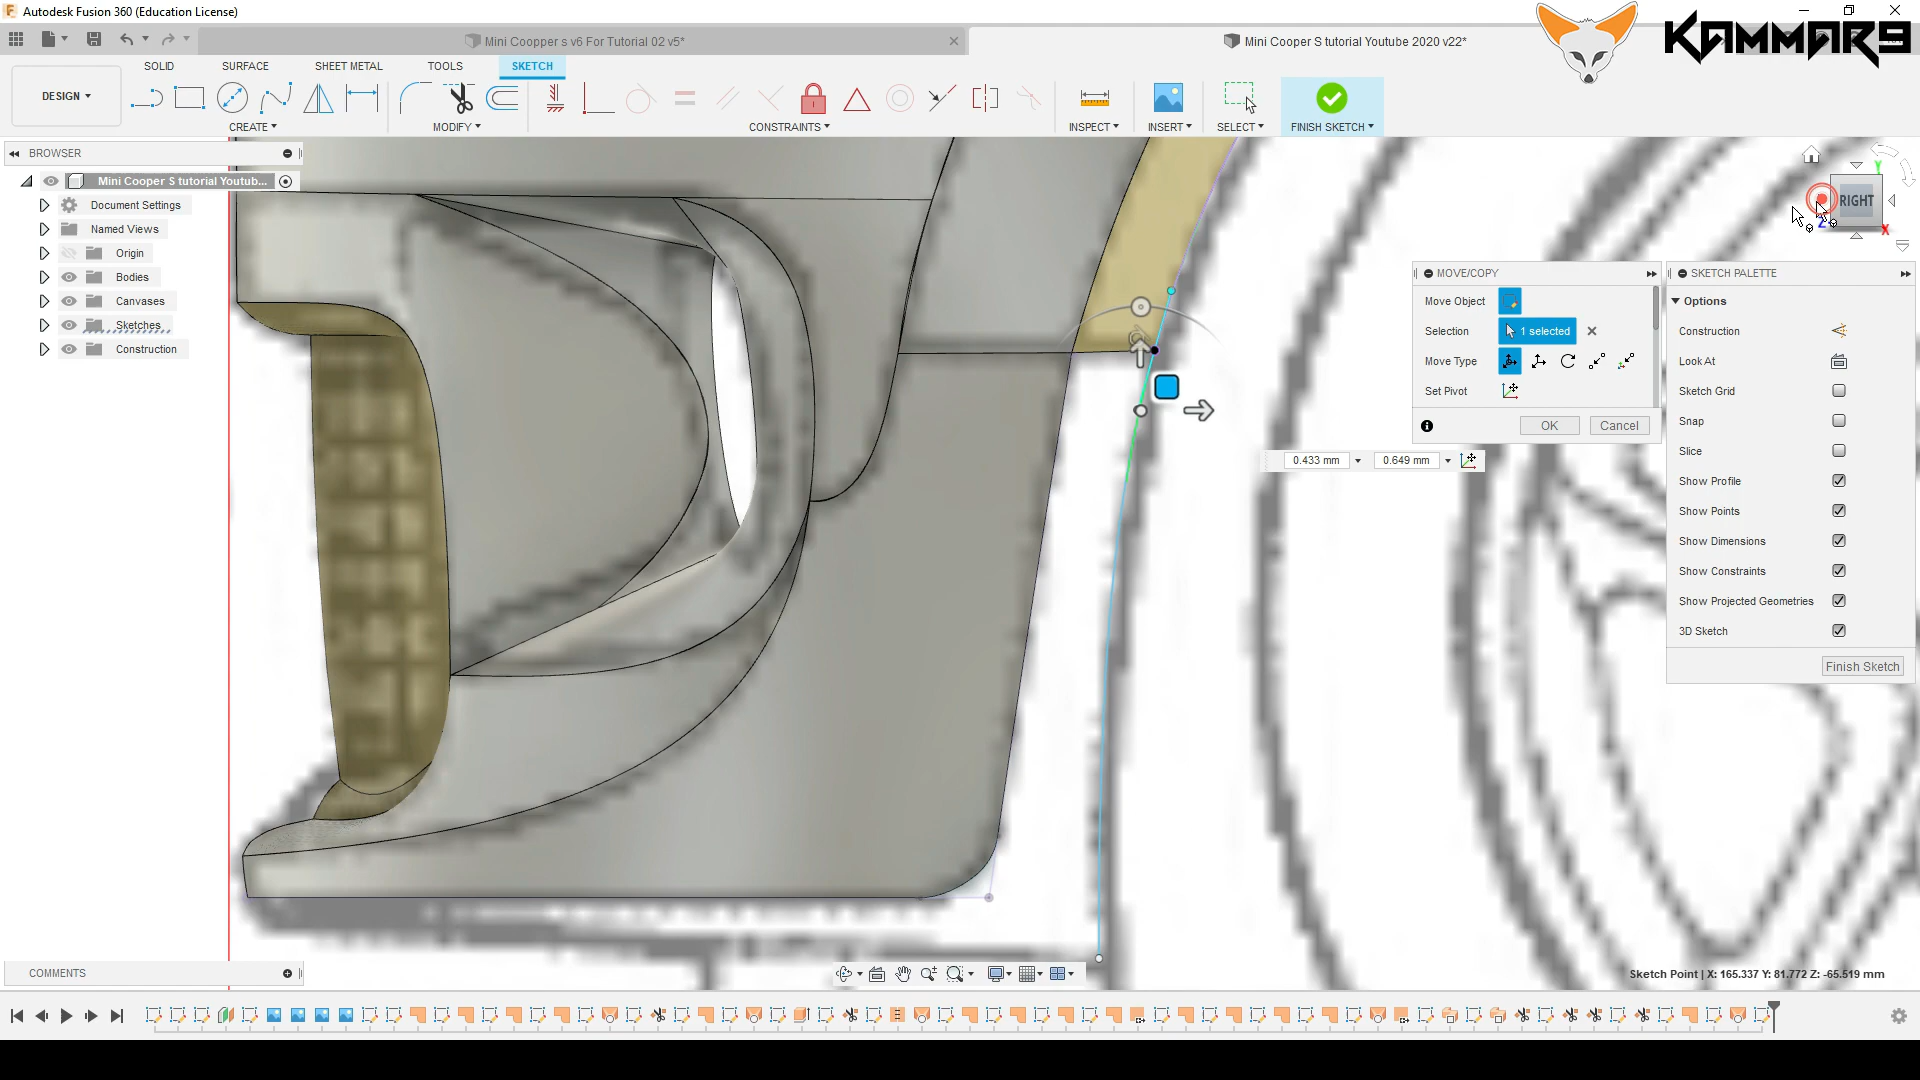 Autodesk Fusion 360 (Education License)
KAMMAR9
Mini Coopper s v6 For Tutorial 02 v5*
Mini Cooper S tutorial Youtube 2020 v22*
SOLID
SURFACE
SHEET METAL
TOOLS
SKETCH
DESIGN
CREATE
MODIFY
CONSTRAINTS
INSPECT
INSERT
SELECT
FINISH SKETCH
BROWSER
Mini Cooper S tutorial Youtub...
Document Settings
Named Views
Origin
Bodies
Canvases
Sketches
Construction
RIGHT
Y
Z
X
MOVE/COPY
Move Object
Selection
1 selected
Move Type
Set Pivot
OK
Cancel
0.433 mm
0.649 mm
SKETCH PALETTE
Options
Construction
Look At
Sketch Grid
Snap
Slice
Show Profile
Show Points
Show Dimensions
Show Constraints
Show Projected Geometries
3D Sketch
Finish Sketch
COMMENTS
Sketch Point | X: 165.337 Y: 81.772 Z: -65.519 mm